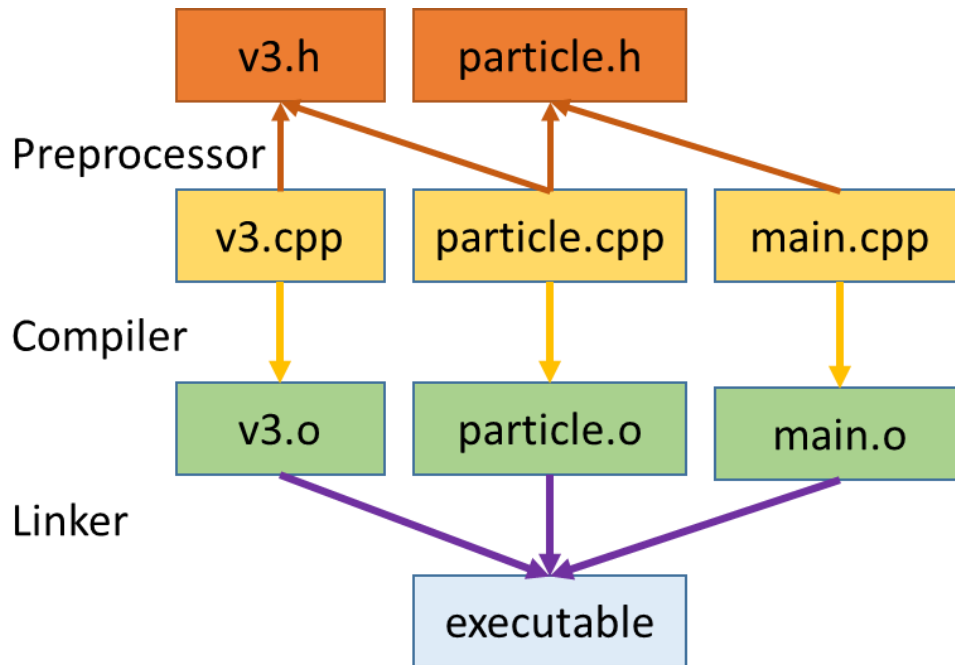 v3.h
particle.h
Preprocessor
v3.cpp
particle.cpp
main.cpp
Compiler
v3.o
particle.o
main.o
Linker
executable